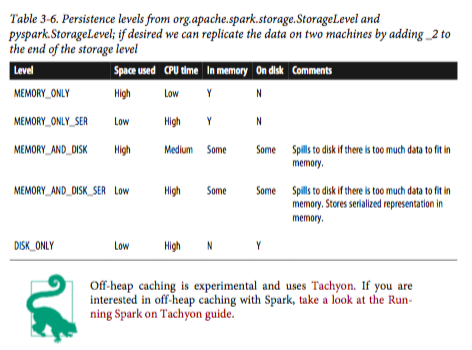 Table 3-6. Persistence levels from org.apache.spark.storage.StorageLevel and
pyspark.StorageLevel; if desired we can replicate the data on two machines by adding _2 to
the end of the storage level
Level Space used CPU time In memory On disk Comments
MEMORY_ONLY High Low Y N
MEMORY_ONLY_SER Low High Y N
MEMORY_AND_DISK High Medium Some Some Spills to disk if there is too much data to fit in
memory.
MEMORY_AND_DISK_SER Low High Some Some Spills to disk if there is too much data to fit in
memory. Stores serialized representation in
memory.
DISK_ONLY Low High N Y
Off-heap caching is experimental and uses Tachyon. If you are
interested in off-heap caching with Spark, take a look at the Run-
ning Spark on Tachyon guide.